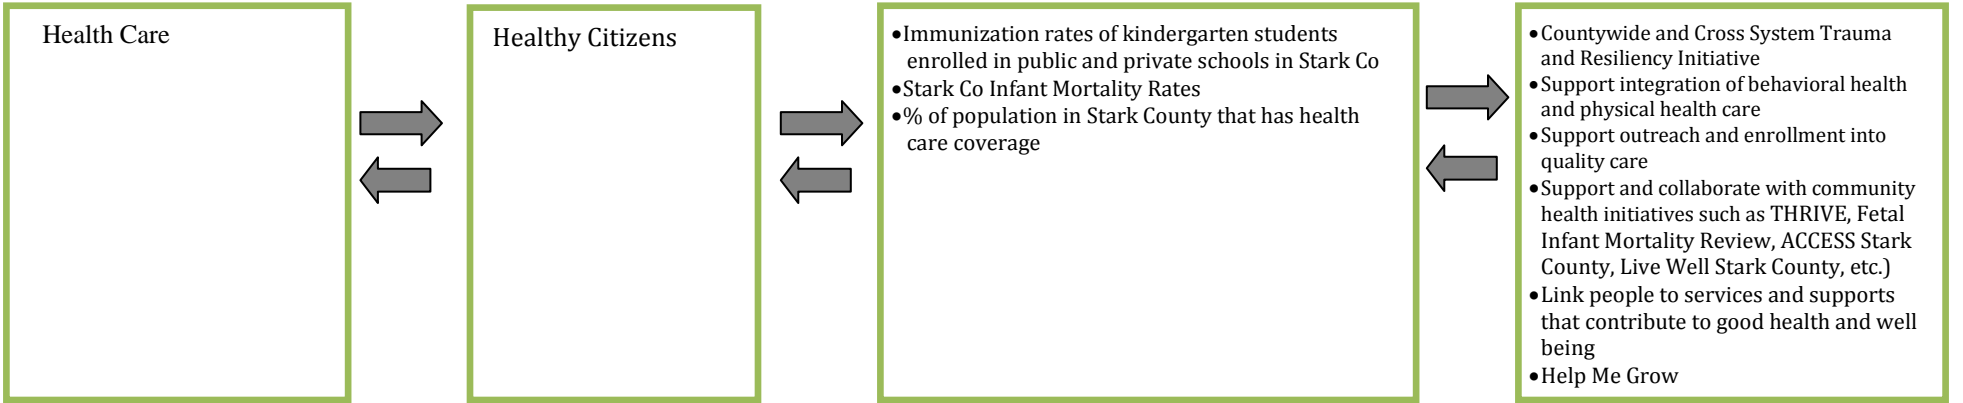 Health Care
Healthy Citizens
•Immunization rates of kindergarten students
enrolled in public and private schools in Stark Co
•Stark Co Infant Mortality Rates
•% of population in Stark County that has health
care coverage
•Countywide and Cross System Trauma
and Resiliency Initiative
•Support integration of behavioral health
and physical health care
•Support outreach and enrollment into
quality care
•Support and collaborate with community
health initiatives such as THRIVE, Fetal
Infant Mortality Review, ACCESS Stark
County, Live Well Stark County, etc.)
•Link people to services and supports
that contribute to good health and well
being
•Help Me Grow